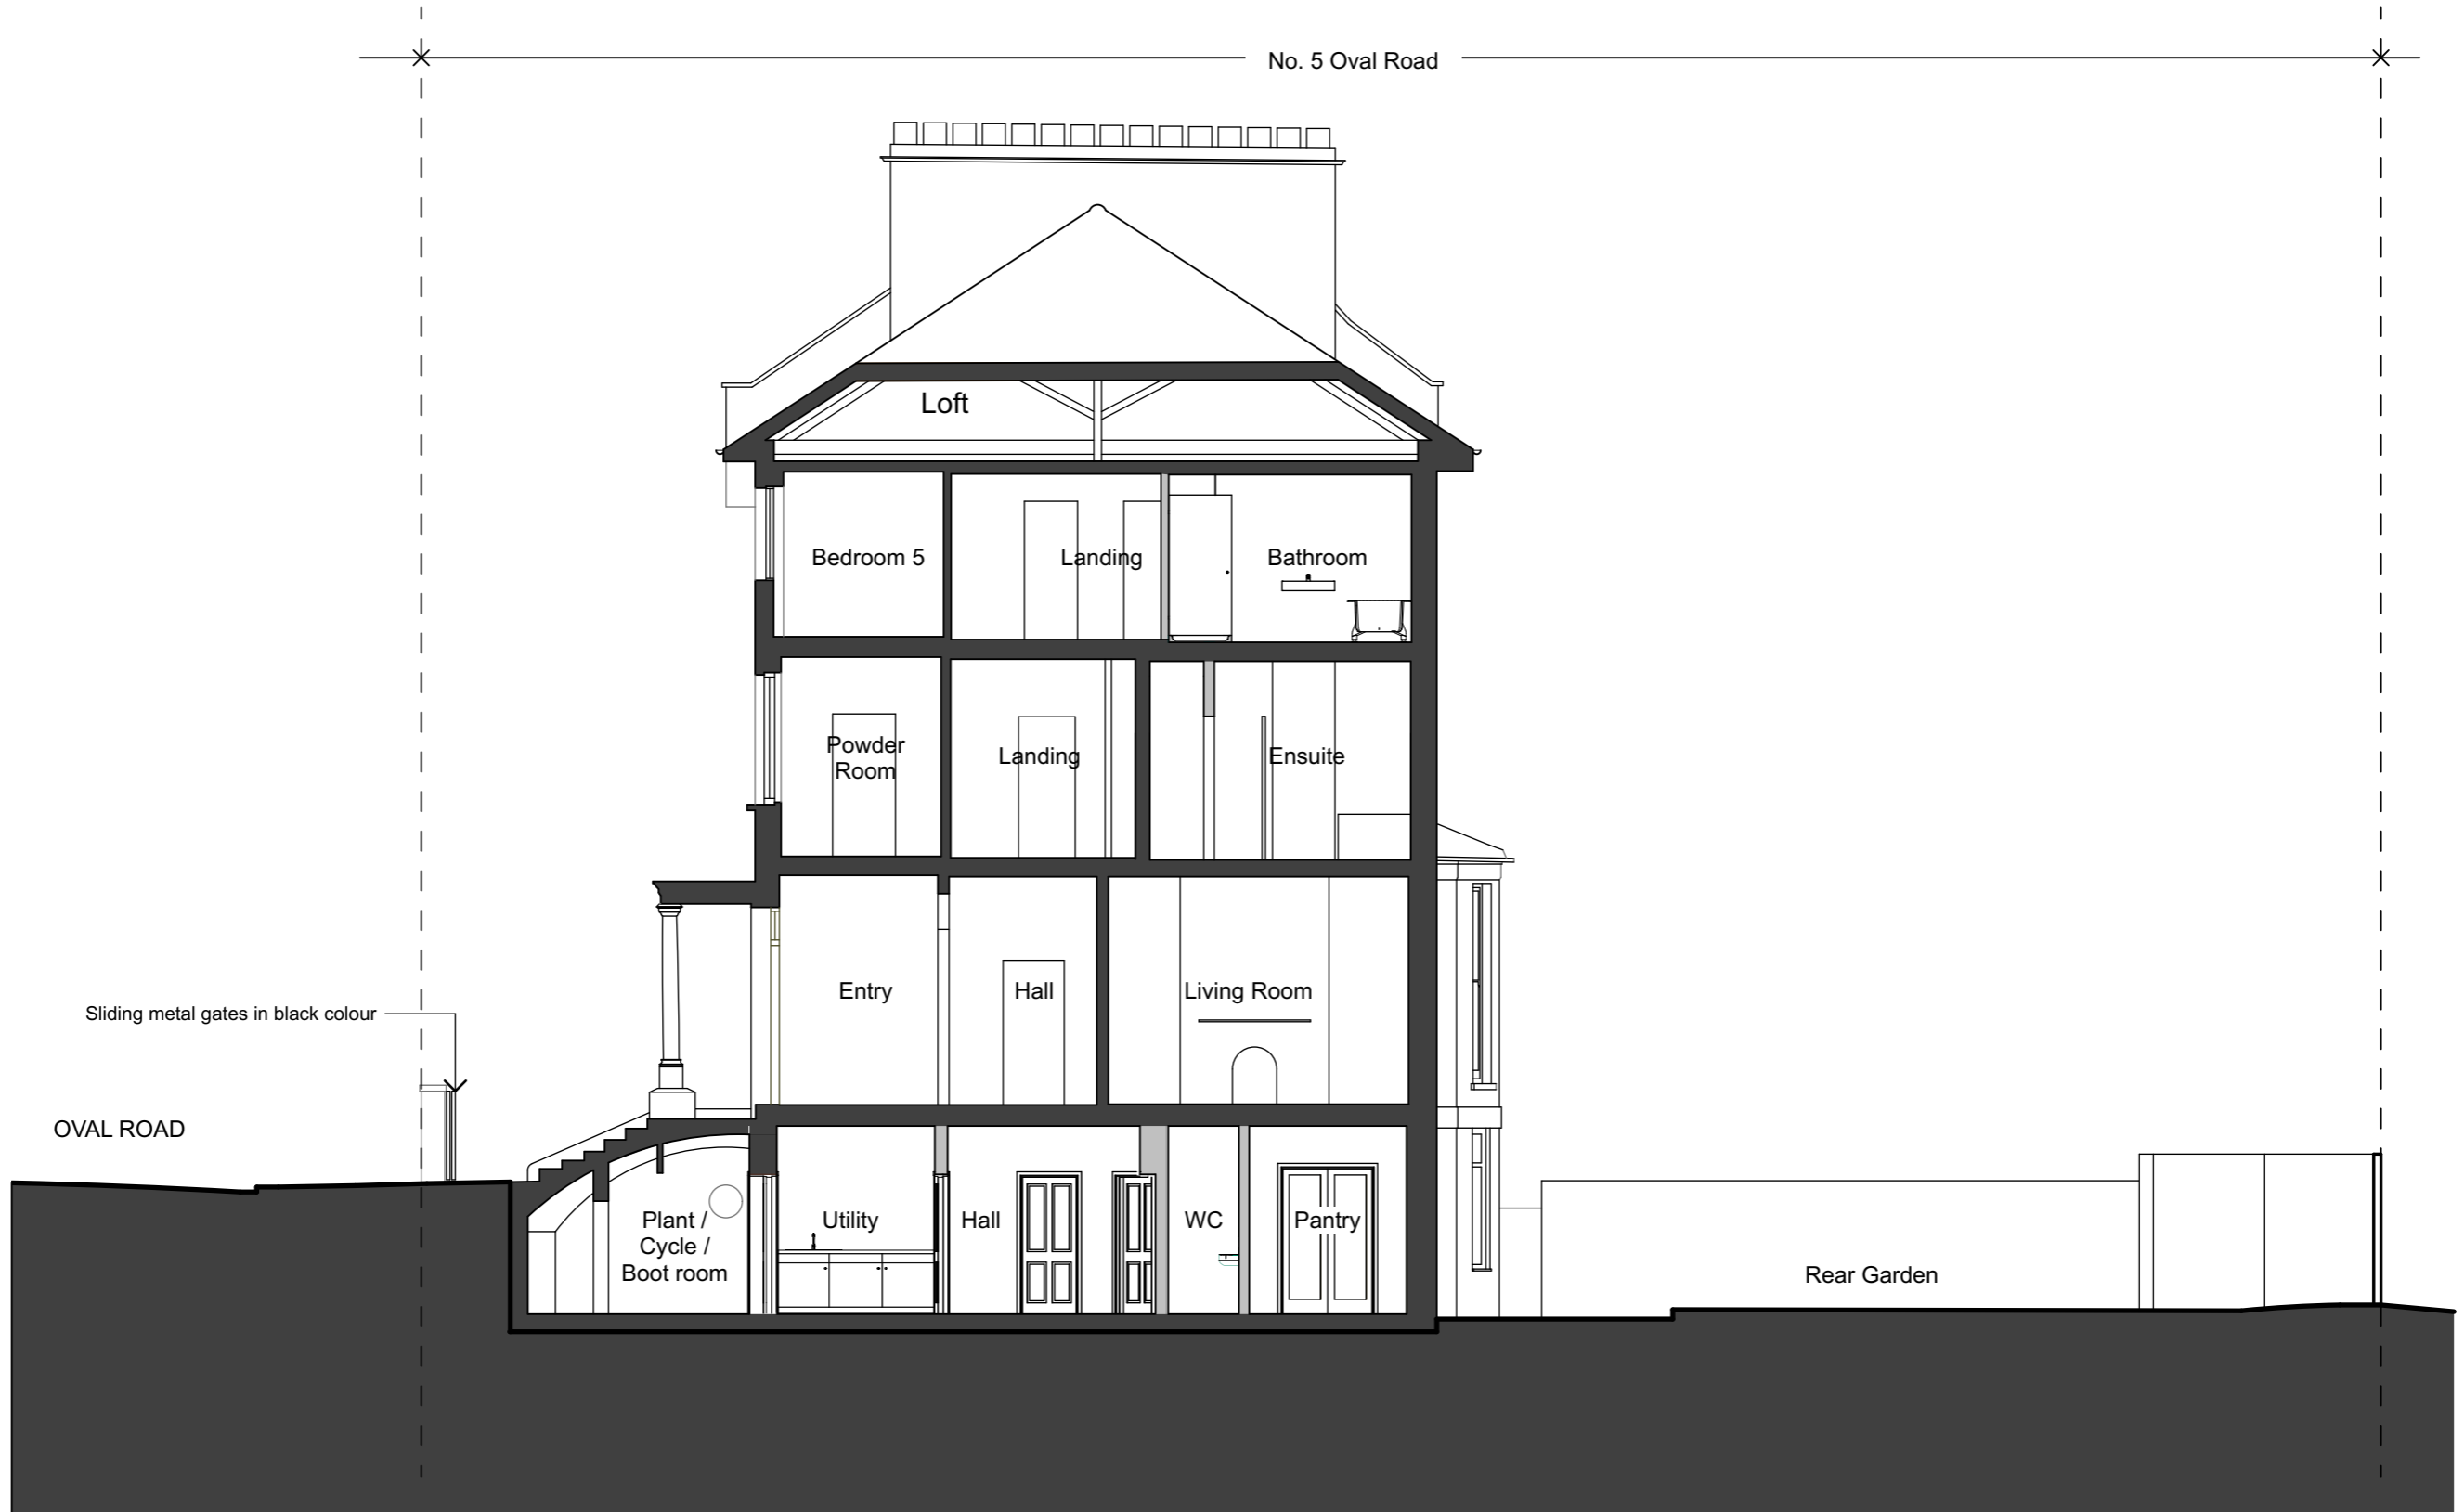 No. 5 Oval Road
Loft
Bedroom 5
Landing
Bathroom
Powder
Room
Landing
Ensuite
Entry
Hall
Living Room
Sliding metal gates in black colour
OVAL ROAD
Plant /
Cycle /
Boot room
Utility
Hall
WC
Pantry
Rear Garden